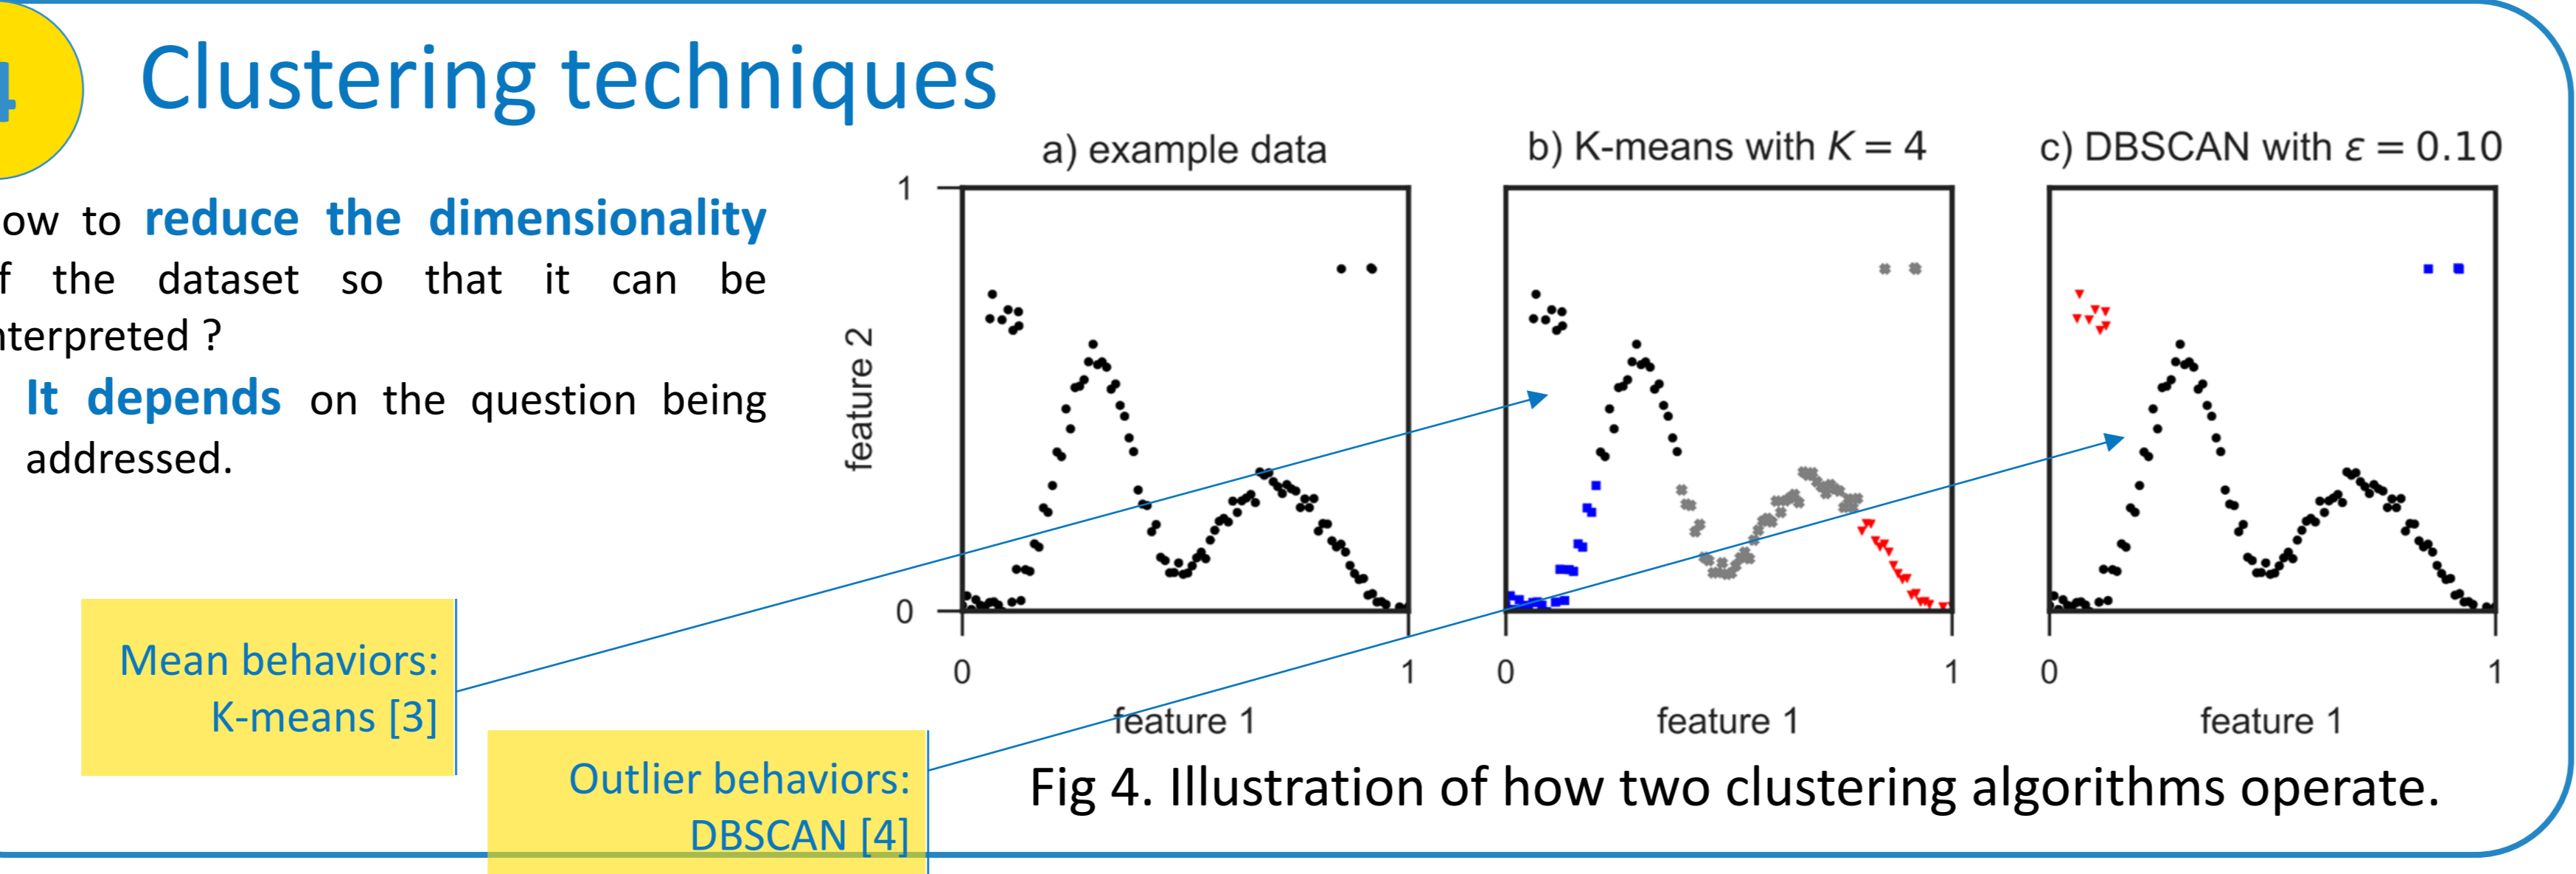 4
Clustering techniques
ow to reduce the dimensionality
f the dataset so that it can be
nterpreted ?
It depends on the question being
addressed.
Mean behaviors:
K-means [3]
Outlier behaviors:
DBSCAN [4]
a) example data
b) K-means with K = 4
c) DBSCAN with ε = 0.10
1
feature 2
0
0 1
0 1
0 1
feature 1
feature 1
feature 1
Fig 4. Illustration of how two clustering algorithms operate.